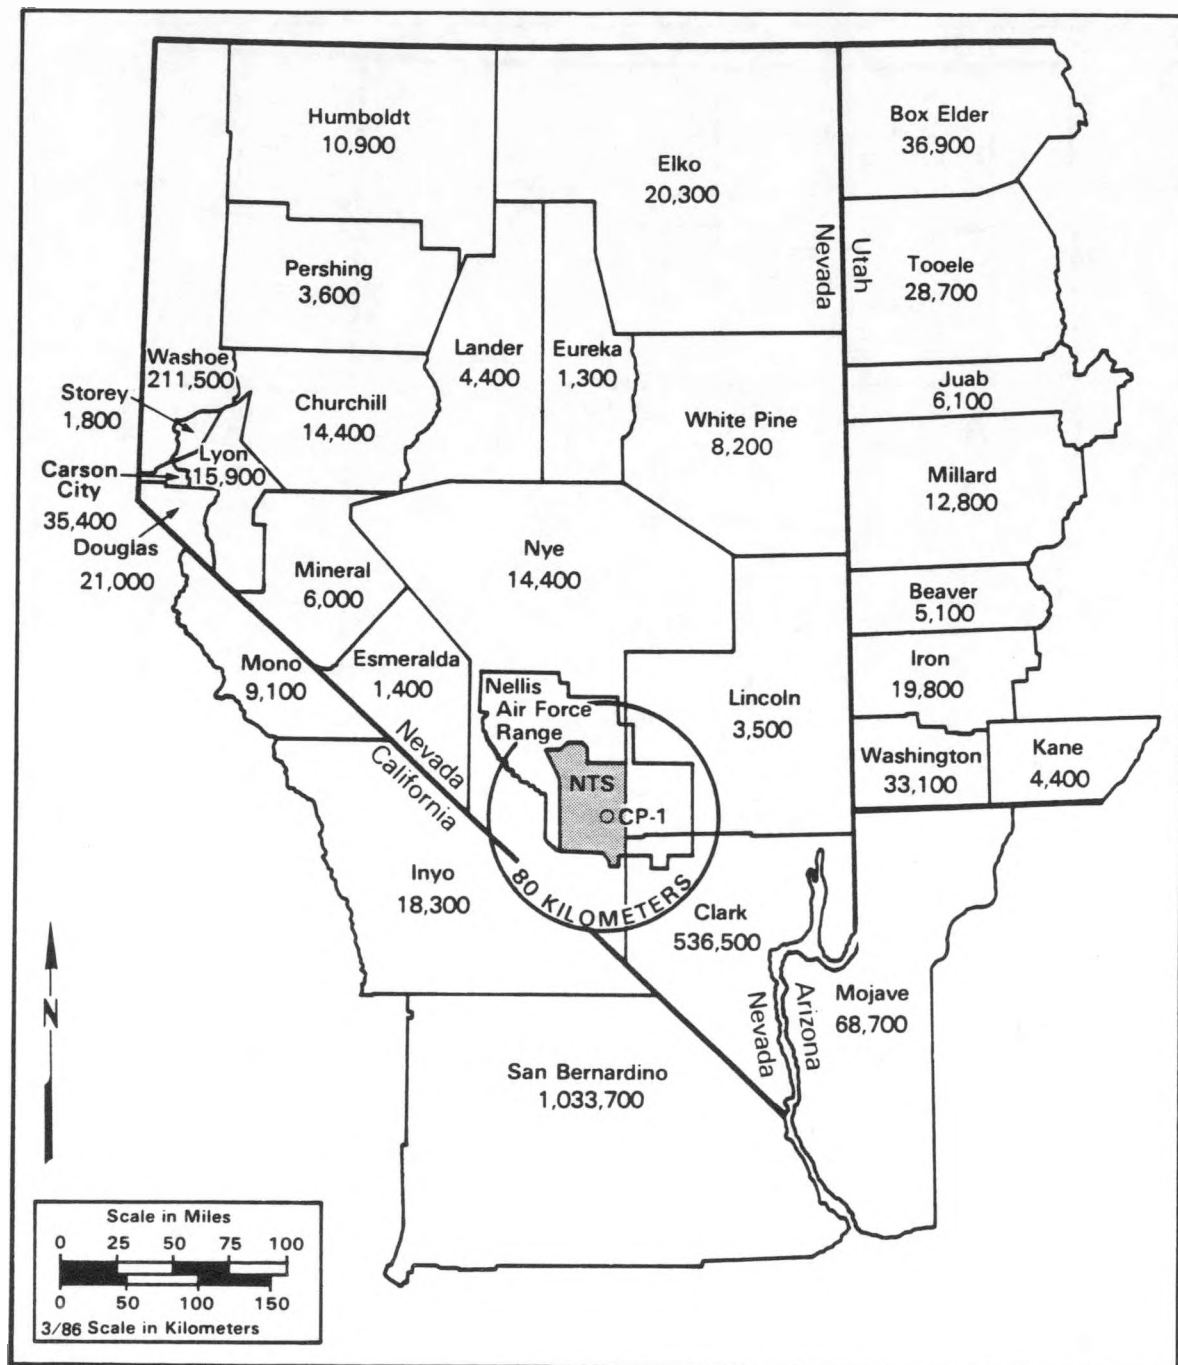 Humboldt
10,900
Elko
20,300
Box Elder
36,900
Nevada
Utah
Pershing
3,600
Tooele
28,700
Washoe
211,500
Lander
4,400
Eureka
1,300
Storey
1,800
Churchill
14,400
White Pine
8,200
Juab
6,100
Carson
City
35,400
Lyon
15,900
Millard
12,800
Douglas
21,000
Mineral
6,000
Nye
14,400
Beaver
5,100
Mono
9,100
Esmeralda
1,400
Nellis
Air Force
Range
Lincoln
3,500
Iron
19,800
Nevada
California
NTS
CP-1
Washington
33,100
Kane
4,400
Inyo
18,300
80 KILOMETERS
Clark
536,500
Nevada
Arizona
Mojave
68,700
N
San Bernardino
1,033,700
Scale in Miles
0 25 50 75 100
0 50 100 150
3/86 Scale in Kilometers